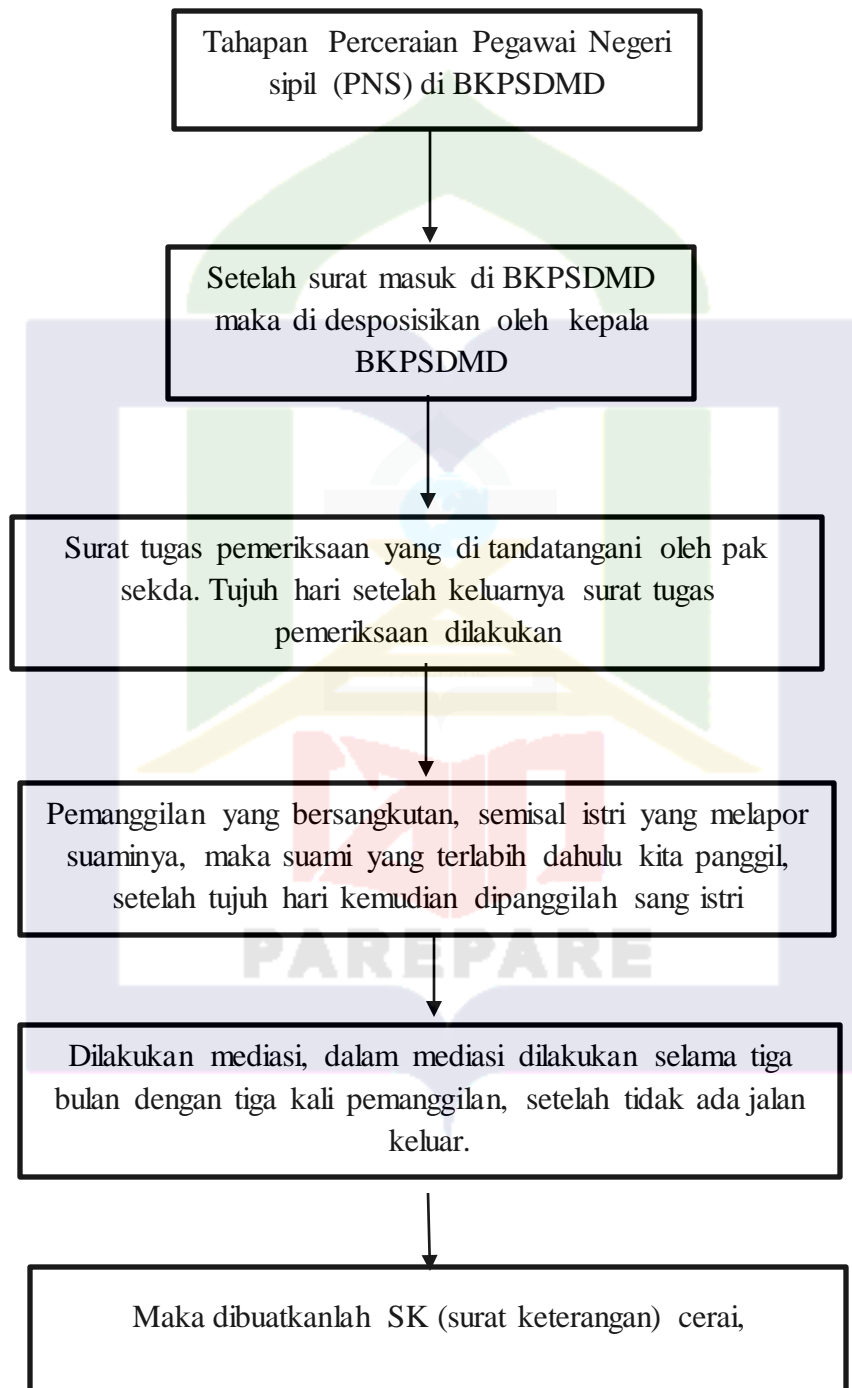 Tahapan Perceraian Pegawai Negeri
sipil (PNS) di BKPSDMD
Setelah surat masuk di BKPSDMD
maka di desposisikan oleh kepala
BKPSDMD
Surat tugas pemeriksaan yang di tandatangani oleh pak
sekda. Tujuh hari setelah keluarnya surat tugas
pemeriksaan dilakukan
Pemanggilan yang bersangkutan, semisal istri yang melapor
suaminya, maka suami yang terlabih dahulu kita panggil,
setelah tujuh hari kemudian dipanggilah sang istri
PAREPARE
Dilakukan mediasi, dalam mediasi dilakukan selama tiga
bulan dengan tiga kali pemanggilan, setelah tidak ada jalan
keluar.
Maka dibuatkanlah SK (surat keterangan) cerai,